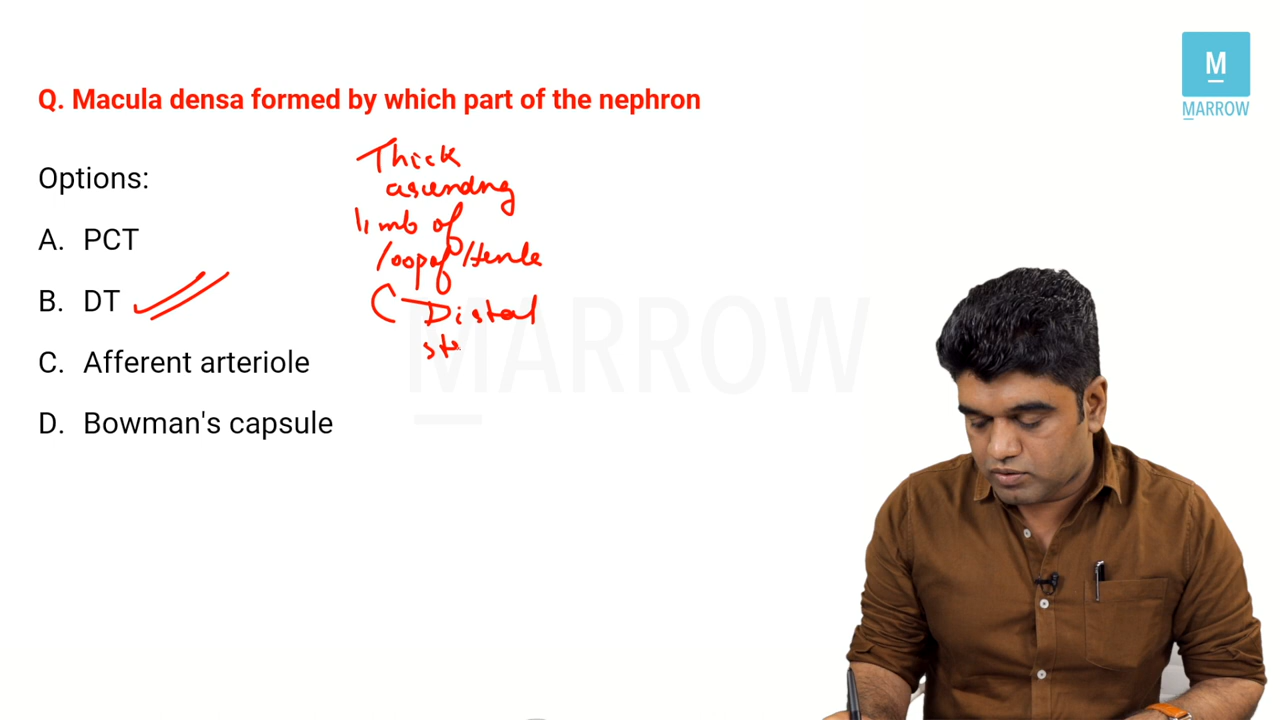 M
MARROW
Q. Macula densa formed by which part of the nephron
Thick
ascending
limb of
loop of Henle
(Distal
ste
Options:
A. PCT
B. DT
C. Afferent arteriole
D. Bowman's capsule
MARROW